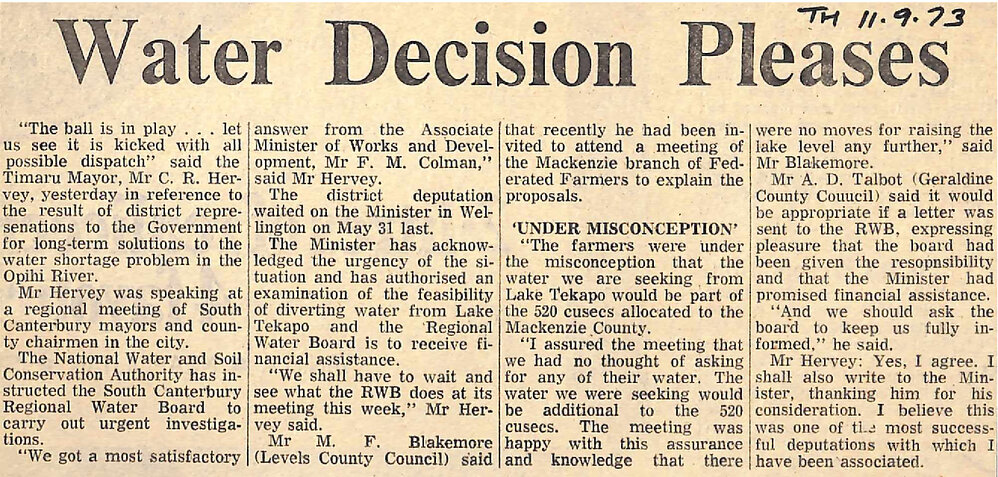 TH 11.9.73
Water Decision Pleases
"The ball is in play . . . let
us see it is kicked with all
possible dispatch" said the
Timaru Mayor, Mr C. R. Her-
vey, yesterday in reference to
the result of district repre-
senations to the Government
for long-term solutions to the
water shortage problem in the
Opihi River.
Mr Hervey was speaking at
a regional meeting of South
Canterbury mayors and coun-
ty chairmen in the city.
The National Water and Soil
Conservation Authority has in-
structed the South Canterbury
Regional Water Board to
carry out urgent investiga-
tions.
"We got a most satisfactory
answer from the Associate
Minister of Works and Devel-
opment, Mr F. M. Colman,"
said Mr Hervey.
The district deputation
waited on the Minister in Wel-
lington on May 31 last.
The Minister has acknow-
ledged the urgency of the si-
tuation and has authorised an
examination of the feasibility
of diverting water from Lake
Tekapo and the Regional
Water Board is to receive fi-
nancial assistance.
"We shall have to wait and
see what the RWB does at its
meeting this week," Mr Her-
vey said.
Mr M. F. Blakemore
(Levels County Council) said
that recently he had been in-
vited to attend a meeting of
the Mackenzie branch of Fed-
erated Farmers to explain the
proposals.
'UNDER MISCONCEPTION'
"The farmers were under
the misconception that the
water we are seeking from
Lake Tekapo would be part of
the 520 cusecs allocated to the
Mackenzie County.
"I assured the meeting that
we had no thought of asking
for any of their water. The
water we were seeking would
be additional to the 520
cusecs. The meeting was
happy with this assurance
and knowledge that there
were no moves for raising the
lake level any further," said
Mr Blakemore.
Mr A. D. Talbot (Geraldine
County Couucil) said it would
be appropriate if a letter was
sent to the RWB, expressing
pleasure that the board had
been given the resopnsibility
and that the Minister had
promised financial assistance.
"And we should ask the
board to keep us fully in-
formed," he said.
Mr Hervey: Yes, I agree. I
shall also write to the Min-
ister, thanking him for his
consideration. I believe this
was one of the most success-
ful deputations with which I
have been associated.